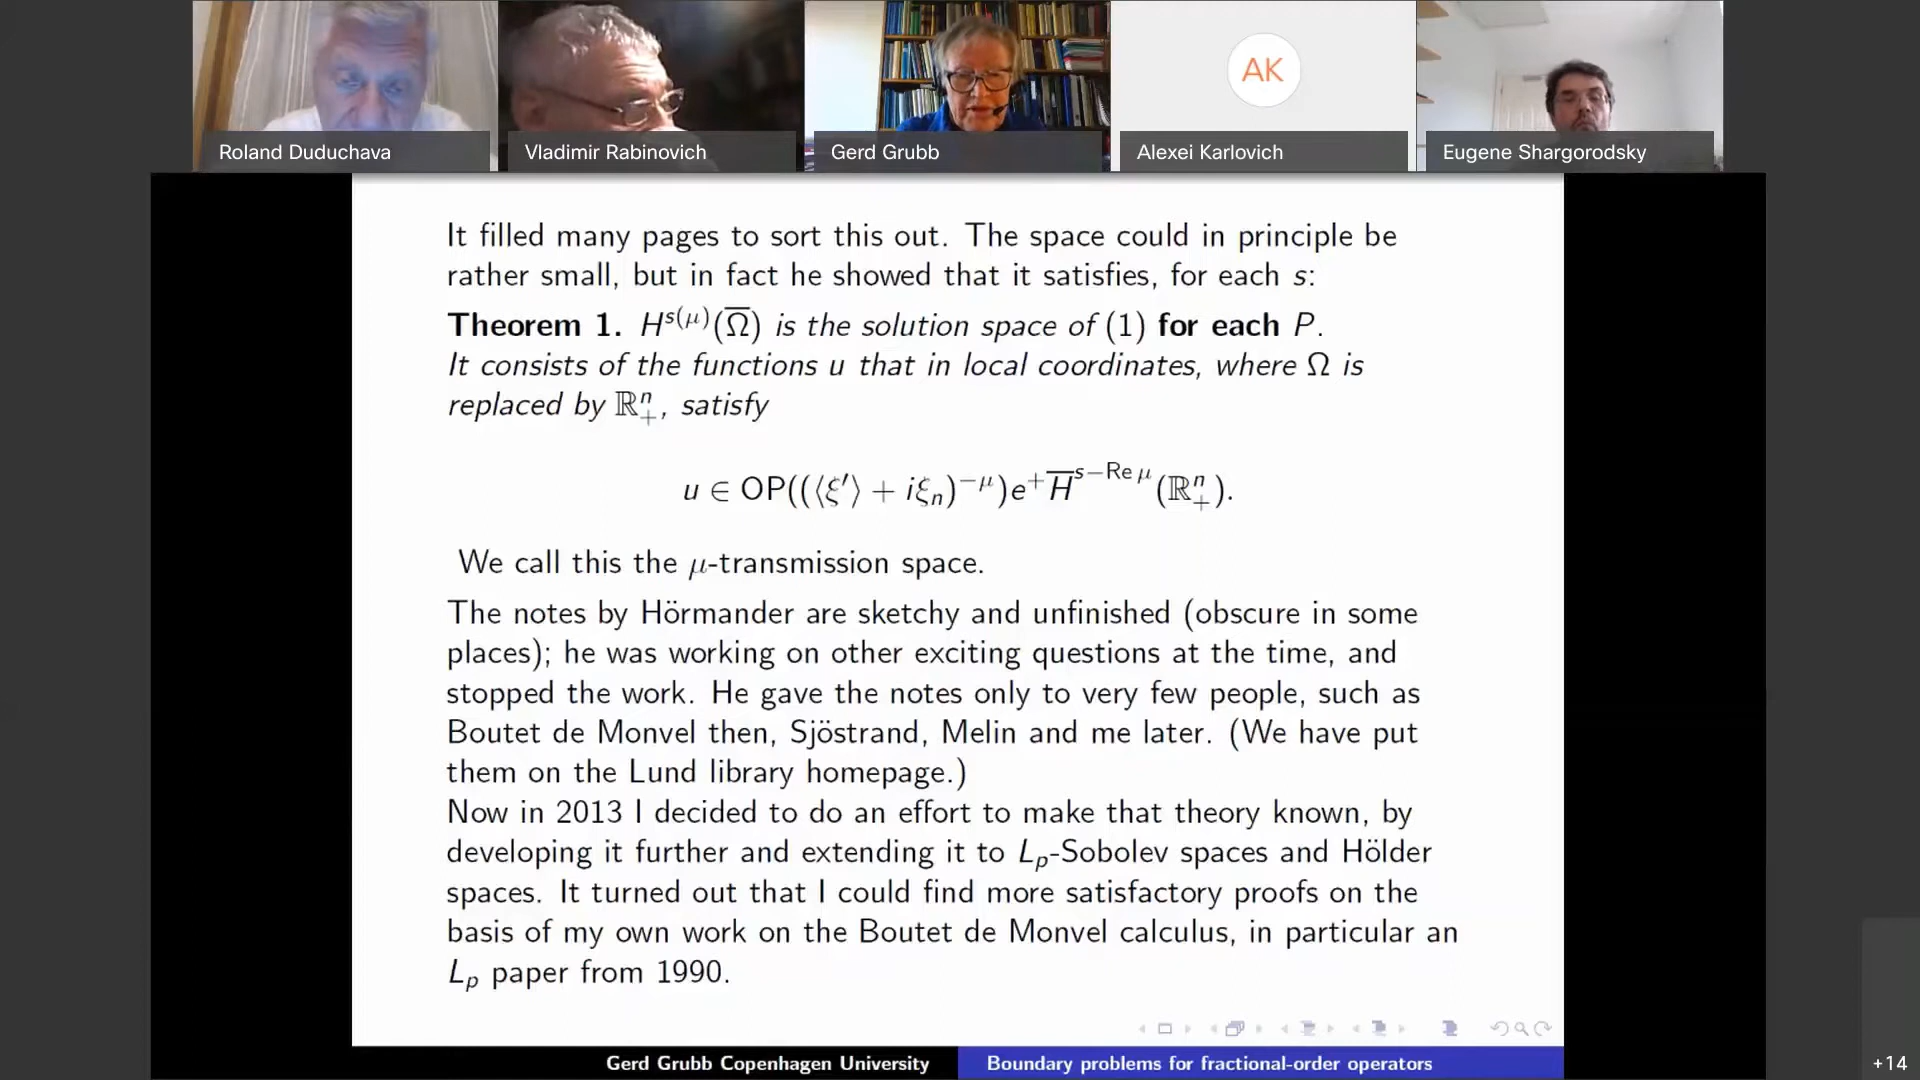 AK
Roland Duduchava
Vladimir Rabinovich
Gerd Grubb
Alexei Karlovich
Eugene Shargorodsky
It filled many pages to sort this out. The space could in principle be
rather small, but in fact he showed that it satisfies, for each s:
Theorem 1. H^{s(μ)}(Ω̅) is the solution space of (1) for each P.
It consists of the functions u that in local coordinates, where Ω is
replaced by ℝ^n_+, satisfy
u ∈ OP((⟨ξ′⟩ + iξ_n)^{−μ})e^+H̅^{s−Re μ}(ℝ^n_+).
We call this the μ-transmission space.
The notes by Hörmander are sketchy and unfinished (obscure in some
places); he was working on other exciting questions at the time, and
stopped the work. He gave the notes only to very few people, such as
Boutet de Monvel then, Sjöstrand, Melin and me later. (We have put
them on the Lund library homepage.)
Now in 2013 I decided to do an effort to make that theory known, by
developing it further and extending it to L_p-Sobolev spaces and Hölder
spaces. It turned out that I could find more satisfactory proofs on the
basis of my own work on the Boutet de Monvel calculus, in particular an
L_p paper from 1990.
Gerd Grubb Copenhagen University
Boundary problems for fractional-order operators
+14